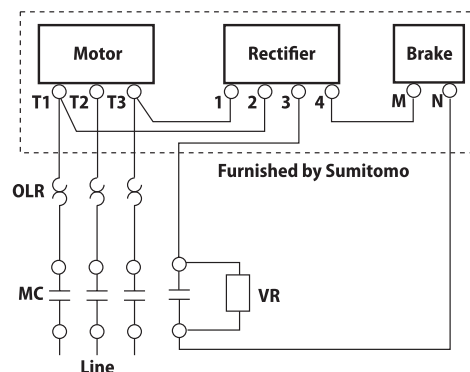 Motor Rectifier Brake
T1 T2 T3 1 2 3 4 M N
Furnished by Sumitomo
OLR
MC VR
Line